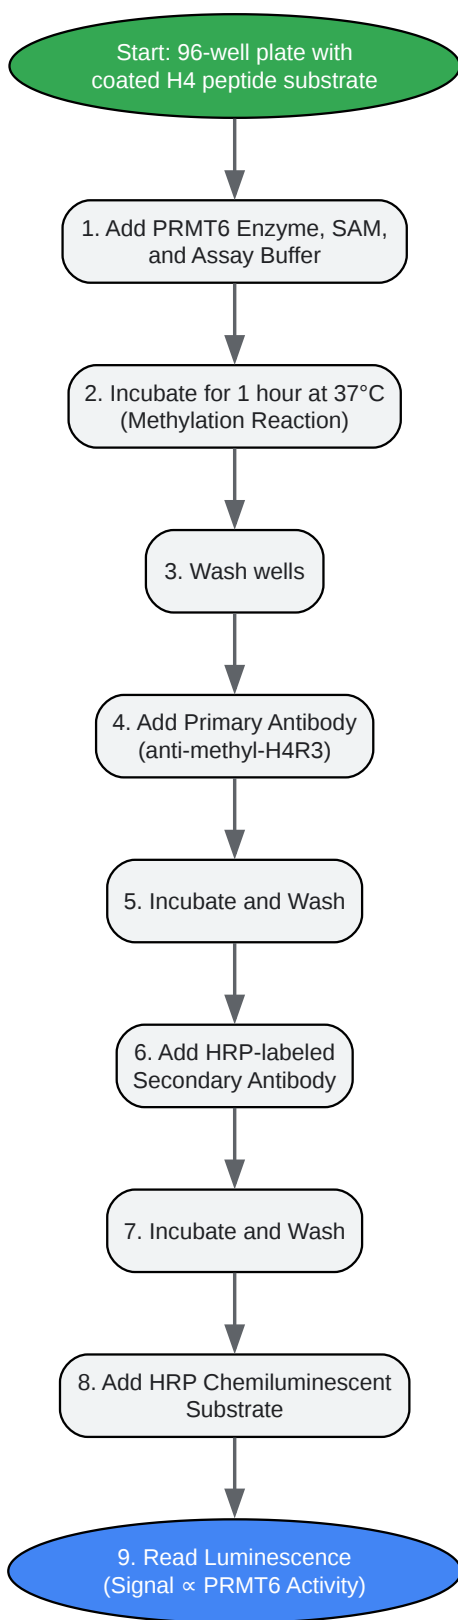 Start: 96-well plate with
coated H4 peptide substrate
1. Add PRMT6 Enzyme, SAM,
and Assay Buffer
2. Incubate for 1 hour at 37°C
(Methylation Reaction)
3. Wash wells
4. Add Primary Antibody
(anti-methyl-H4R3)
5. Incubate and Wash
6. Add HRP-labeled
Secondary Antibody
7. Incubate and Wash
8. Add HRP Chemiluminescent
Substrate
9. Read Luminescence
(Signal ∝ PRMT6 Activity)